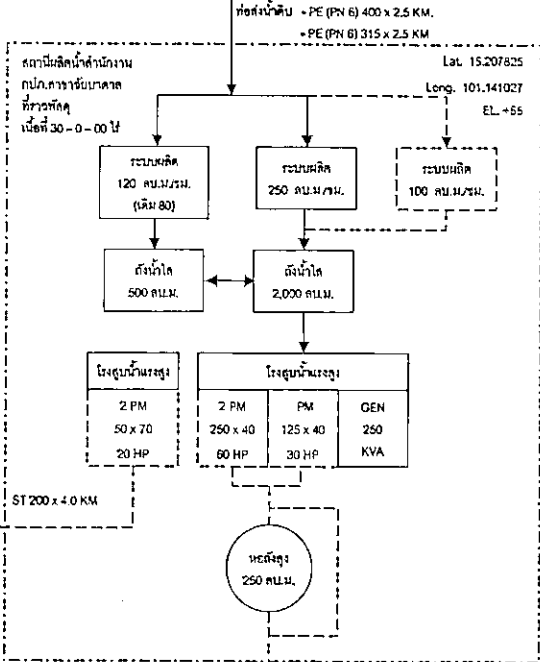 ท่อส่งน้ำดิบ - PE (PN 6) 400 x 2.5 KM.
- PE (PN 6) 315 x 2.5 KM
สถานีผลิตน้ำสำนักงาน
กปภ.สาขาชัยบาดาล
ที่ราชพัสดุ
เนื้อที่ 30 - 0 - 00 ไร่
Lat. 15.207825
Long. 101.141027
EL. +55
ระบบผลิต
120 ลบ.ม./ชม.
(เดิม 80)
ระบบผลิต
250 ลบ.ม./ชม.
ระบบผลิต
100 ลบ.ม./ชม.
ถังน้ำใส
500 ลบ.ม.
ถังน้ำใส
2,000 ลบ.ม.
โรงสูบน้ำแรงสูง
2 PM
50 x 70
20 HP
โรงสูบน้ำแรงสูง
2 PM
250 x 40
60 HP
PM
125 x 40
30 HP
GEN
250
KVA
ST 200 x 4.0 KM
หอถังสูง
250 ลบ.ม.